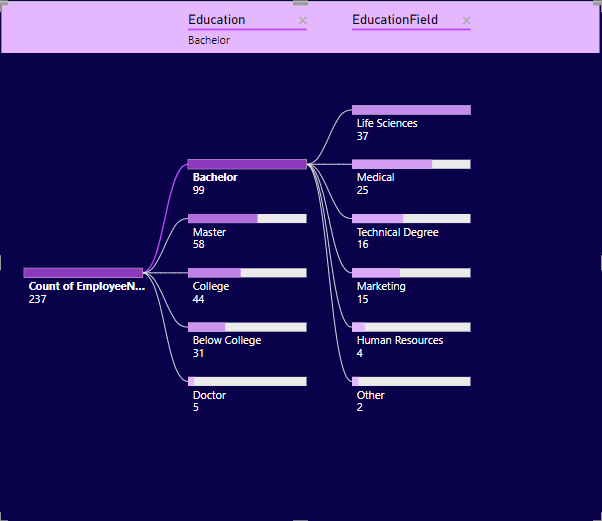 Education
EducationField
Bachelor
Life Sciences
37
Bachelor
99
Medical
25
Master
58
Technical Degree
16
Count of EmployeeN...
237
College
44
Marketing
15
Below College
31
Human Resources
4
Doctor
5
Other
2